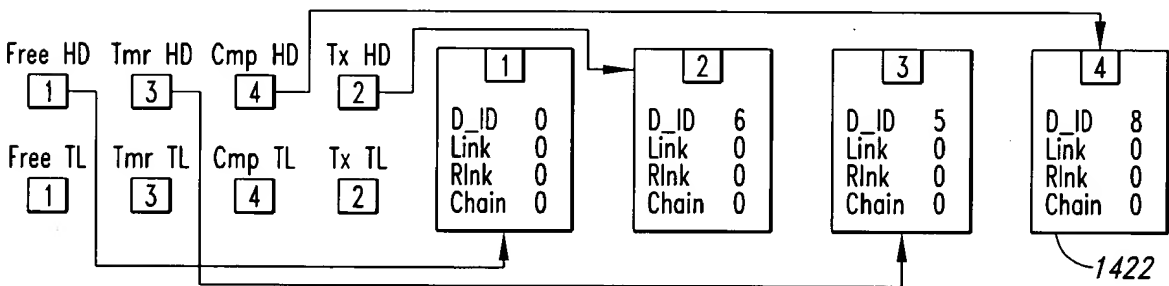 Free HD Tmr HD Cmp HD Tx HD
1 3 4 2
Free TL Tmr TL Cmp TL Tx TL
1 3 4 2
1
D_ID 0
Link 0
Rlnk 0
Chain 0
2
D_ID 6
Link 0
Rlnk 0
Chain 0
3
D_ID 5
Link 0
Rlnk 0
Chain 0
4
D_ID 8
Link 0
Rlnk 0
Chain 0
1422